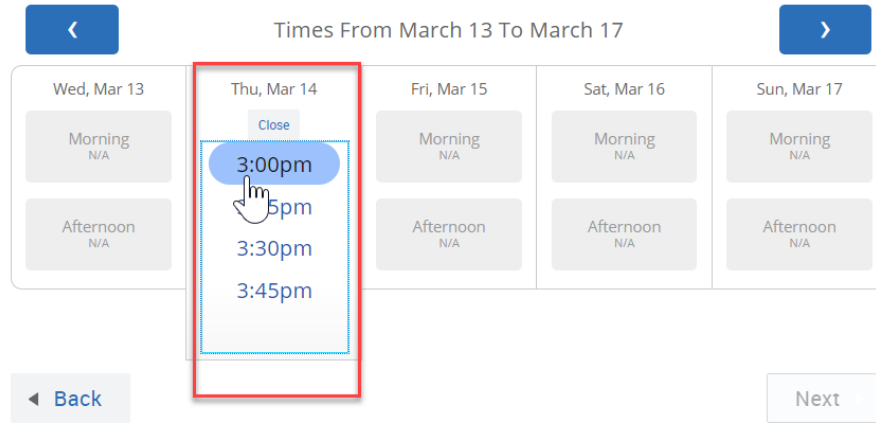 Times From March 13 To March 17
Wed, Mar 13
Morning
N/A
Afternoon
N/A
Thu, Mar 14
Close
3:00pm
5pm
3:30pm
3:45pm
Fri, Mar 15
Morning
N/A
Afternoon
N/A
Sat, Mar 16
Morning
N/A
Afternoon
N/A
Sun, Mar 17
Morning
N/A
Afternoon
N/A
Back
Next